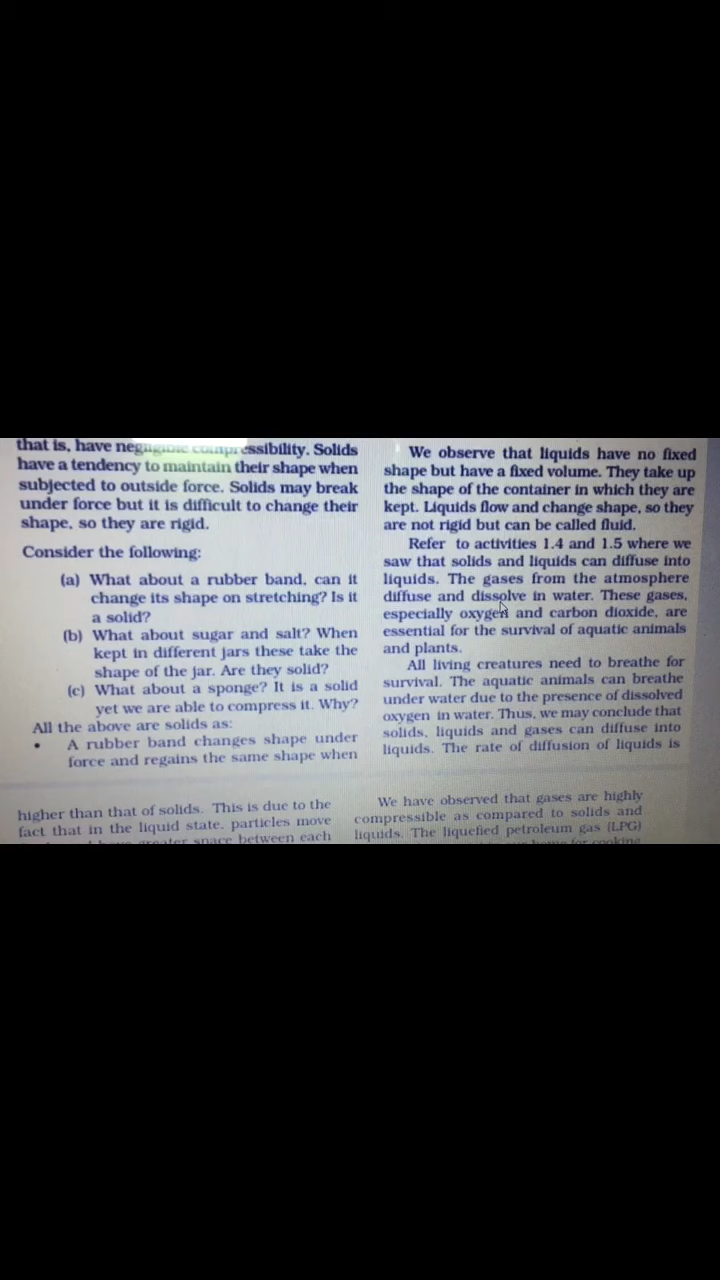 that is, have negligible compressibility. Solids
have a tendency to maintain their shape when
subjected to outside force. Solids may break
under force but it is difficult to change their
shape, so they are rigid.
Consider the following:
(a) What about a rubber band, can it
change its shape on stretching? Is it
a solid?
(b) What about sugar and salt? When
kept in different jars these take the
shape of the jar. Are they solid?
(c) What about a sponge? It is a solid
yet we are able to compress it. Why?
All the above are solids as:
• A rubber band changes shape under
force and regains the same shape when
higher than that of solids. This is due to the
fact that in the liquid state, particles move
greater space between each
We observe that liquids have no fixed
shape but have a fixed volume. They take up
the shape of the container in which they are
kept. Liquids flow and change shape, so they
are not rigid but can be called fluid.
Refer to activities 1.4 and 1.5 where we
saw that solids and liquids can diffuse into
liquids. The gases from the atmosphere
diffuse and dissolve in water. These gases,
especially oxygen and carbon dioxide, are
essential for the survival of aquatic animals
and plants.
All living creatures need to breathe for
survival. The aquatic animals can breathe
under water due to the presence of dissolved
oxygen in water. Thus, we may conclude that
solids, liquids and gases can diffuse into
liquids. The rate of diffusion of liquids is
We have observed that gases are highly
compressible as compared to solids and
liquids. The liquefied petroleum gas (LPG)
home for cooking